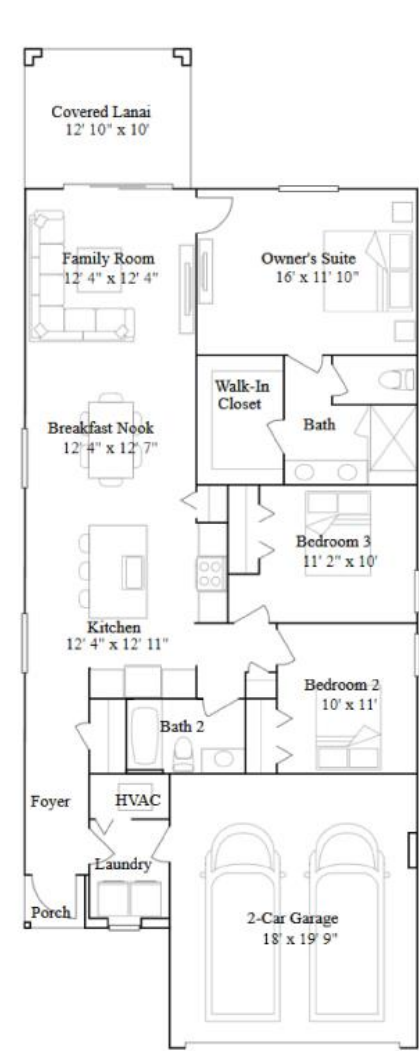 Covered Lanai
12' 10" x 10'
Family Room
12' 4" x 12' 4"
Owner's Suite
16' x 11' 10"
Walk-In
Closet
Bath
Breakfast Nook
12' 4" x 12' 7"
Bedroom 3
11' 2" x 10'
Kitchen
12' 4" x 12' 11"
Bedroom 2
10' x 11'
Bath 2
Foyer
HVAC
Laundry
Porch
2-Car Garage
18' x 19' 9"